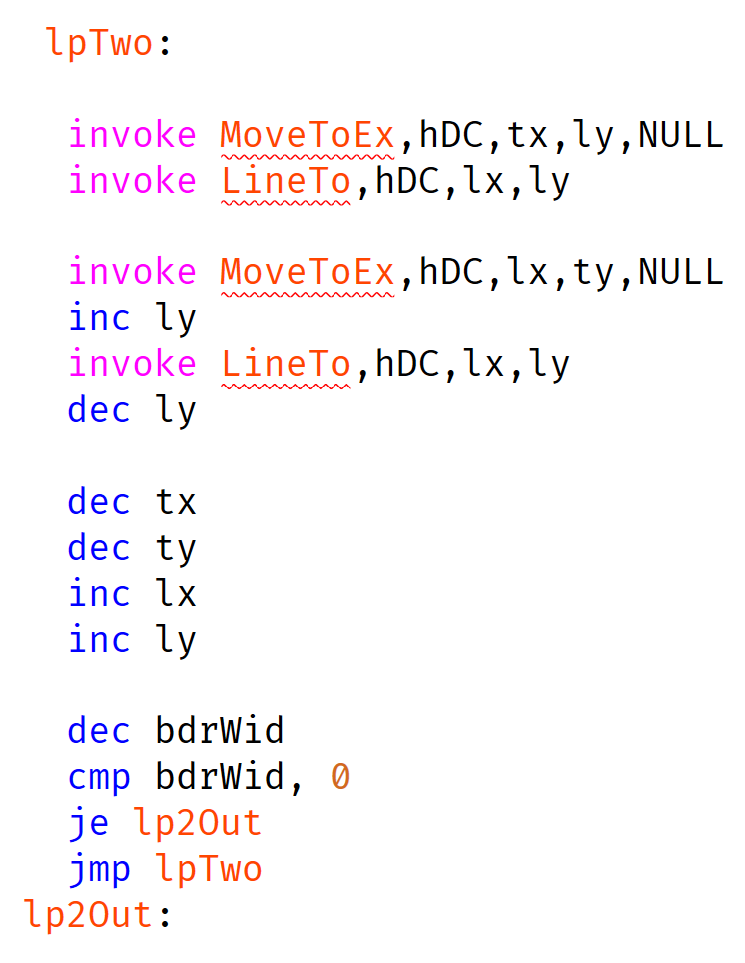 lpTwo:
invoke MoveToEx,hDC,tx,ly,NULL
invoke LineTo,hDC,lx,ly
invoke MoveToEx,hDC,lx,ty,NULL
inc ly
invoke LineTo,hDC,lx,ly
dec ly
dec tx
dec ty
inc lx
inc ly
dec bdrWid
cmp bdrWid, 0
je lp2Out
jmp lpTwo
lp2Out: